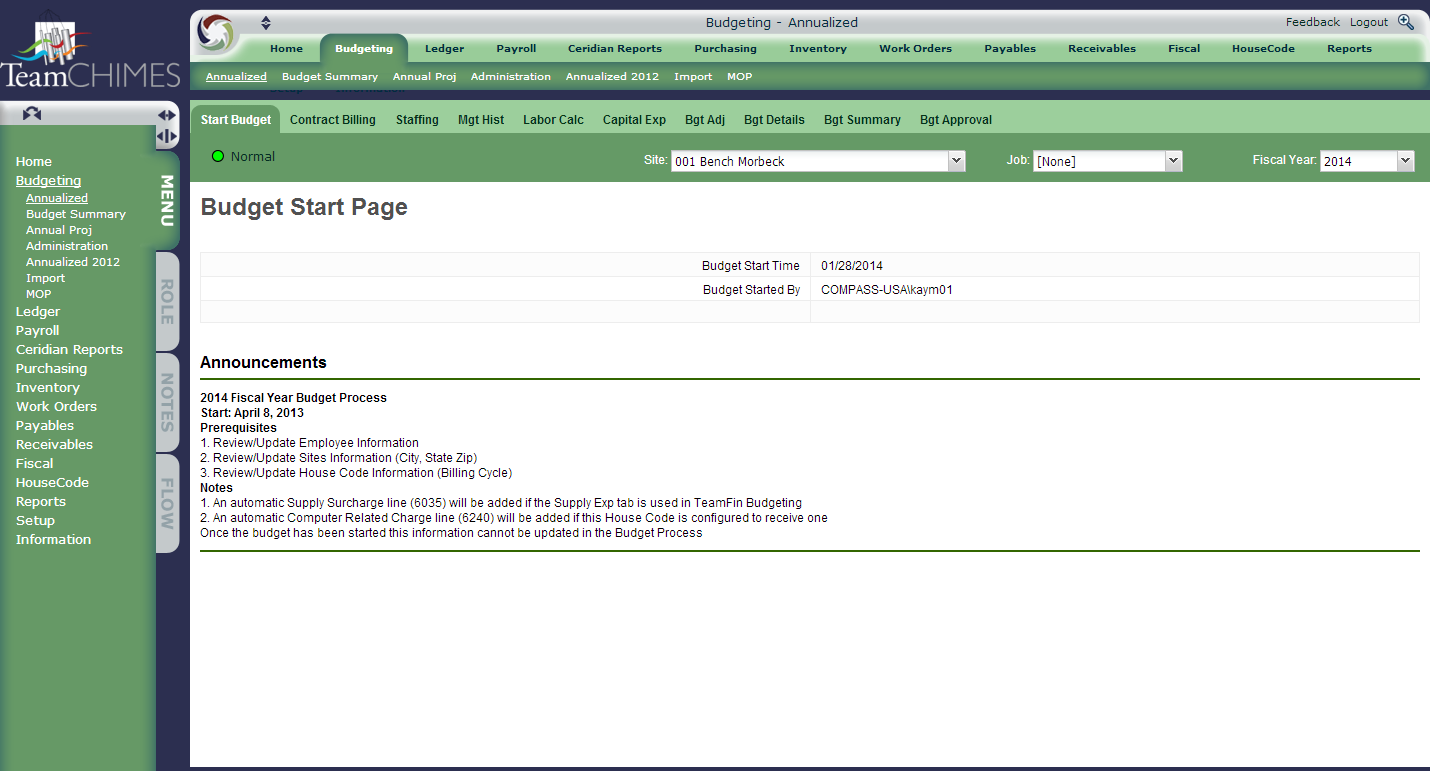 TeamCHIMES
Budgeting - Annualized
Feedback Logout
Home Budgeting Ledger Payroll Ceridian Reports Purchasing Inventory Work Orders Payables Receivables Fiscal HouseCode Reports
Annualized Budget Summary Annual Proj Administration Annualized 2012 Import MOP
Start Budget Contract Billing Staffing Mgt Hist Labor Calc Capital Exp Bgt Adj Bgt Details Bgt Summary Bgt Approval
Normal Site: 001 Bench Morbeck Job: [None] Fiscal Year: 2014
Home
Budgeting
Annualized
Budget Summary
Annual Proj
Administration
Annualized 2012
Import
MOP
Ledger
Payroll
Ceridian Reports
Purchasing
Inventory
Work Orders
Payables
Receivables
Fiscal
HouseCode
Reports
Setup
Information
MENU
ROLE
NOTES
FLOW
Budget Start Page
Budget Start Time 01/28/2014
Budget Started By COMPASS-USA\kaym01
Announcements
2014 Fiscal Year Budget Process
Start: April 8, 2013
Prerequisites
1. Review/Update Employee Information
2. Review/Update Sites Information (City, State Zip)
3. Review/Update House Code Information (Billing Cycle)
Notes
1. An automatic Supply Surcharge line (6035) will be added if the Supply Exp tab is used in TeamFin Budgeting
2. An automatic Computer Related Charge line (6240) will be added if this House Code is configured to receive one
Once the budget has been started this information cannot be updated in the Budget Process